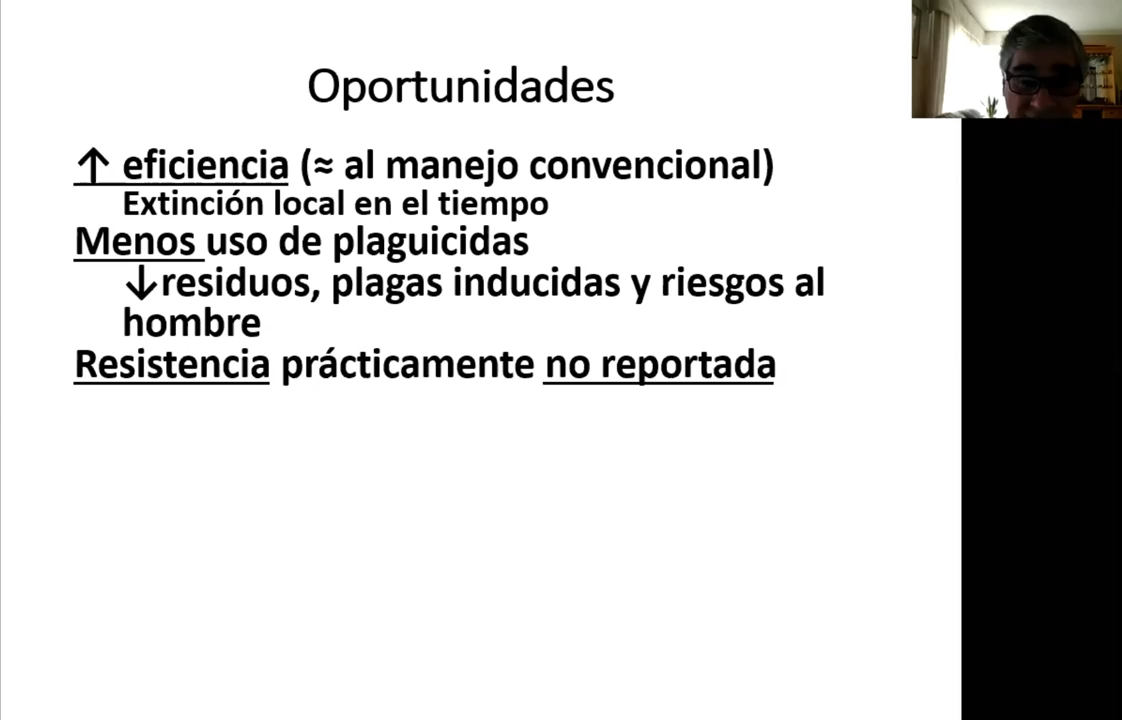 Oportunidades
↑ eficiencia (≈ al manejo convencional)
Extinción local en el tiempo
Menos uso de plaguicidas
↓residuos, plagas inducidas y riesgos al
hombre
Resistencia prácticamente no reportada